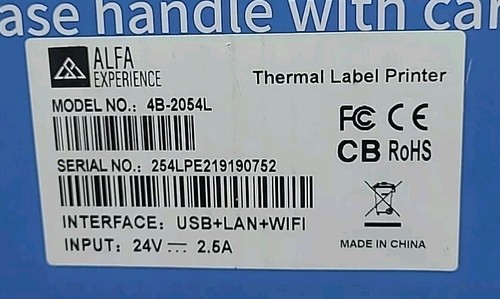 ase handle with car
ALFA
EXPERIENCE
Thermal Label Printer
MODEL NO.: 4B-2054L
SERIAL NO.: 254LPE219190752
INTERFACE: USB+LAN+WIFI
INPUT: 24V ⎓ 2.5A
FC CE
CB RoHS
MADE IN CHINA